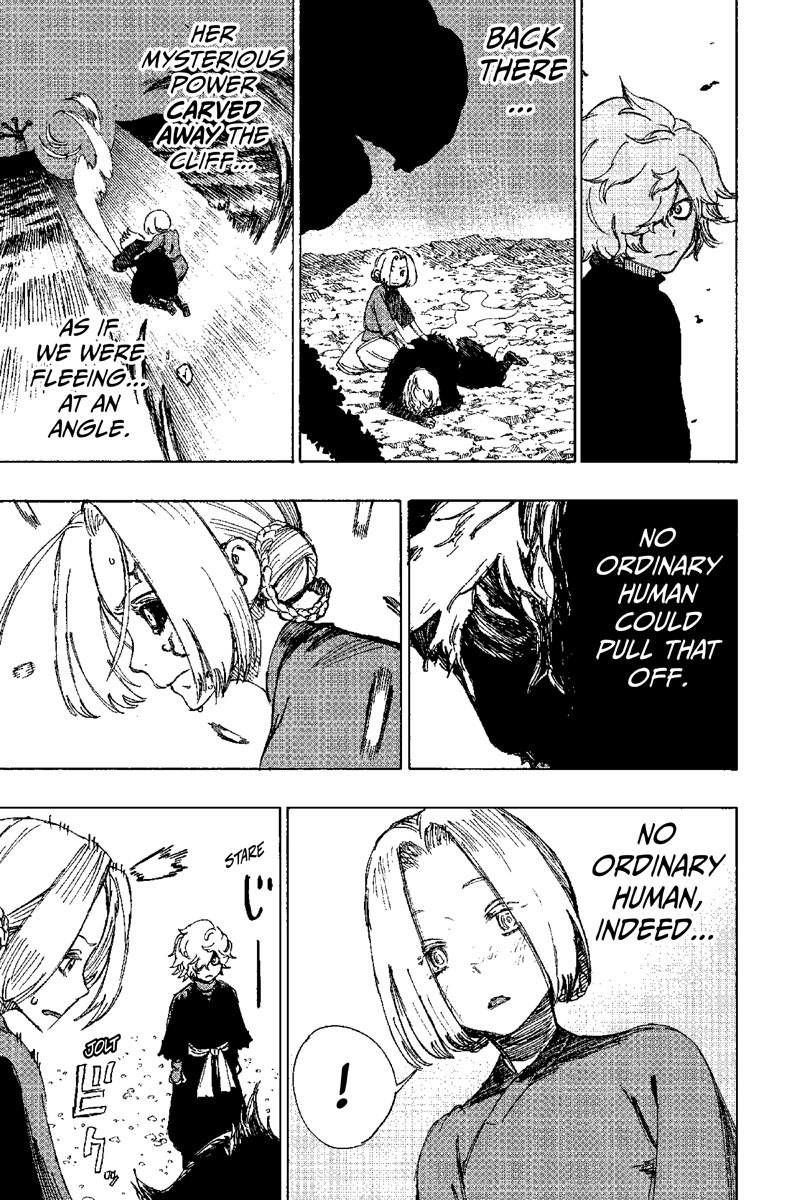 BACK
THERE
...
HER
MYSTERIOUS
POWER
CARVED
AWAY THE
CLIFF...
AS IF
WE WERE
FLEEING...
AT AN
ANGLE.
NO
ORDINARY
HUMAN
COULD
PULL THAT
OFF.
NO
ORDINARY
HUMAN,
INDEED...
!
STARE
じー
JOLT
ビク